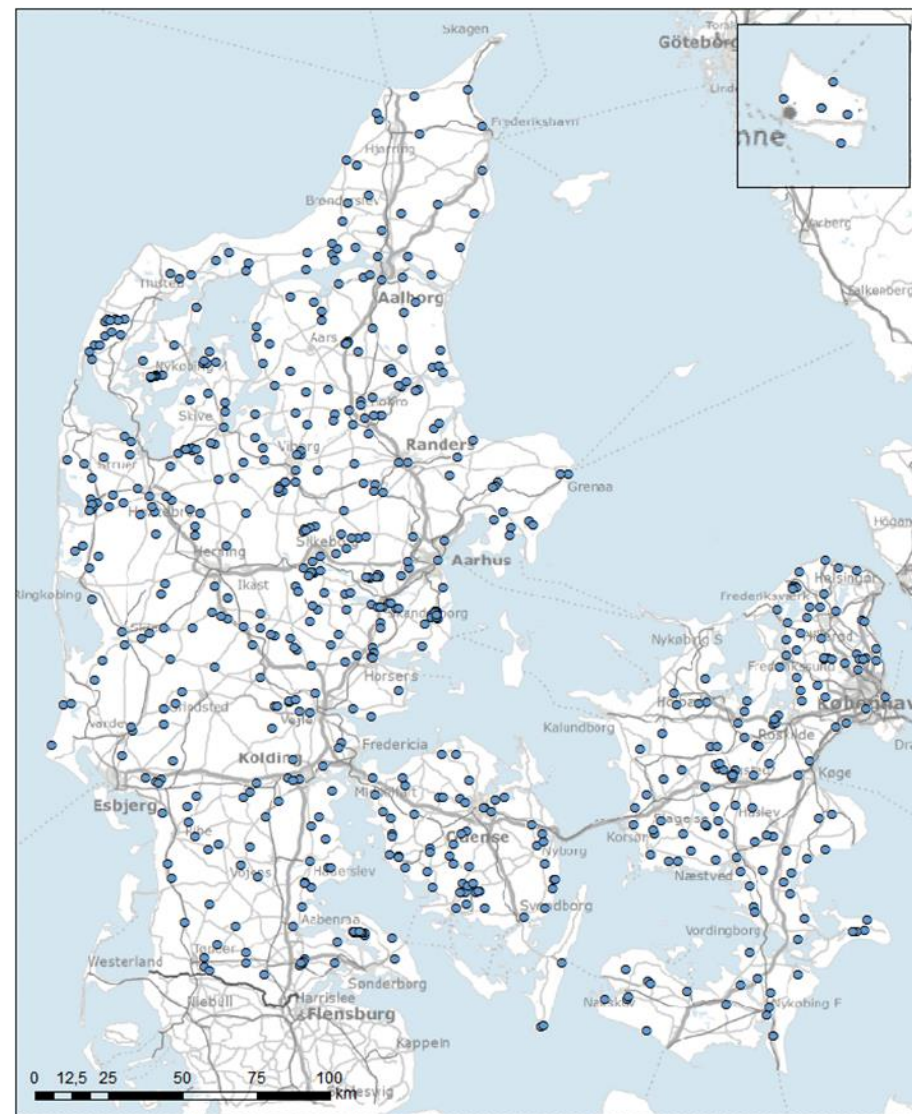 Skagen
Göteborg
Frederikshavn
Hjørring
nne
Brønderslev
Varberg
Thisted
Falkenberg
Aalborg
Aars
Nykøbing M
Skive
Hobro
Viborg
Randers
Struer
Grenaa
Holstebro
Silkeborg
Herning
Aarhus
Ikast
Helsingør
Ringkøbing
Frederiksværk
Skanderborg
Skjern
Nykøbing S
Hillerød
Frederikssund
Horsens
Holbæk
København
Grindsted
Kalundborg
Varde
Vejle
Roskilde
Fredericia
Kolding
Køge
Esbjerg
Middelfart
Slagelse
Haslev
Ribe
Odense
Korsør
Nyborg
Vojens
Haderslev
Næstved
Svendborg
Aabenraa
Vordingborg
Tønder
Westerland
Sønderborg
Niebüll
Harrislee
Nakskov
Nykøbing F
Flensburg
Kappeln
0 12,5 25 50 75 100
km